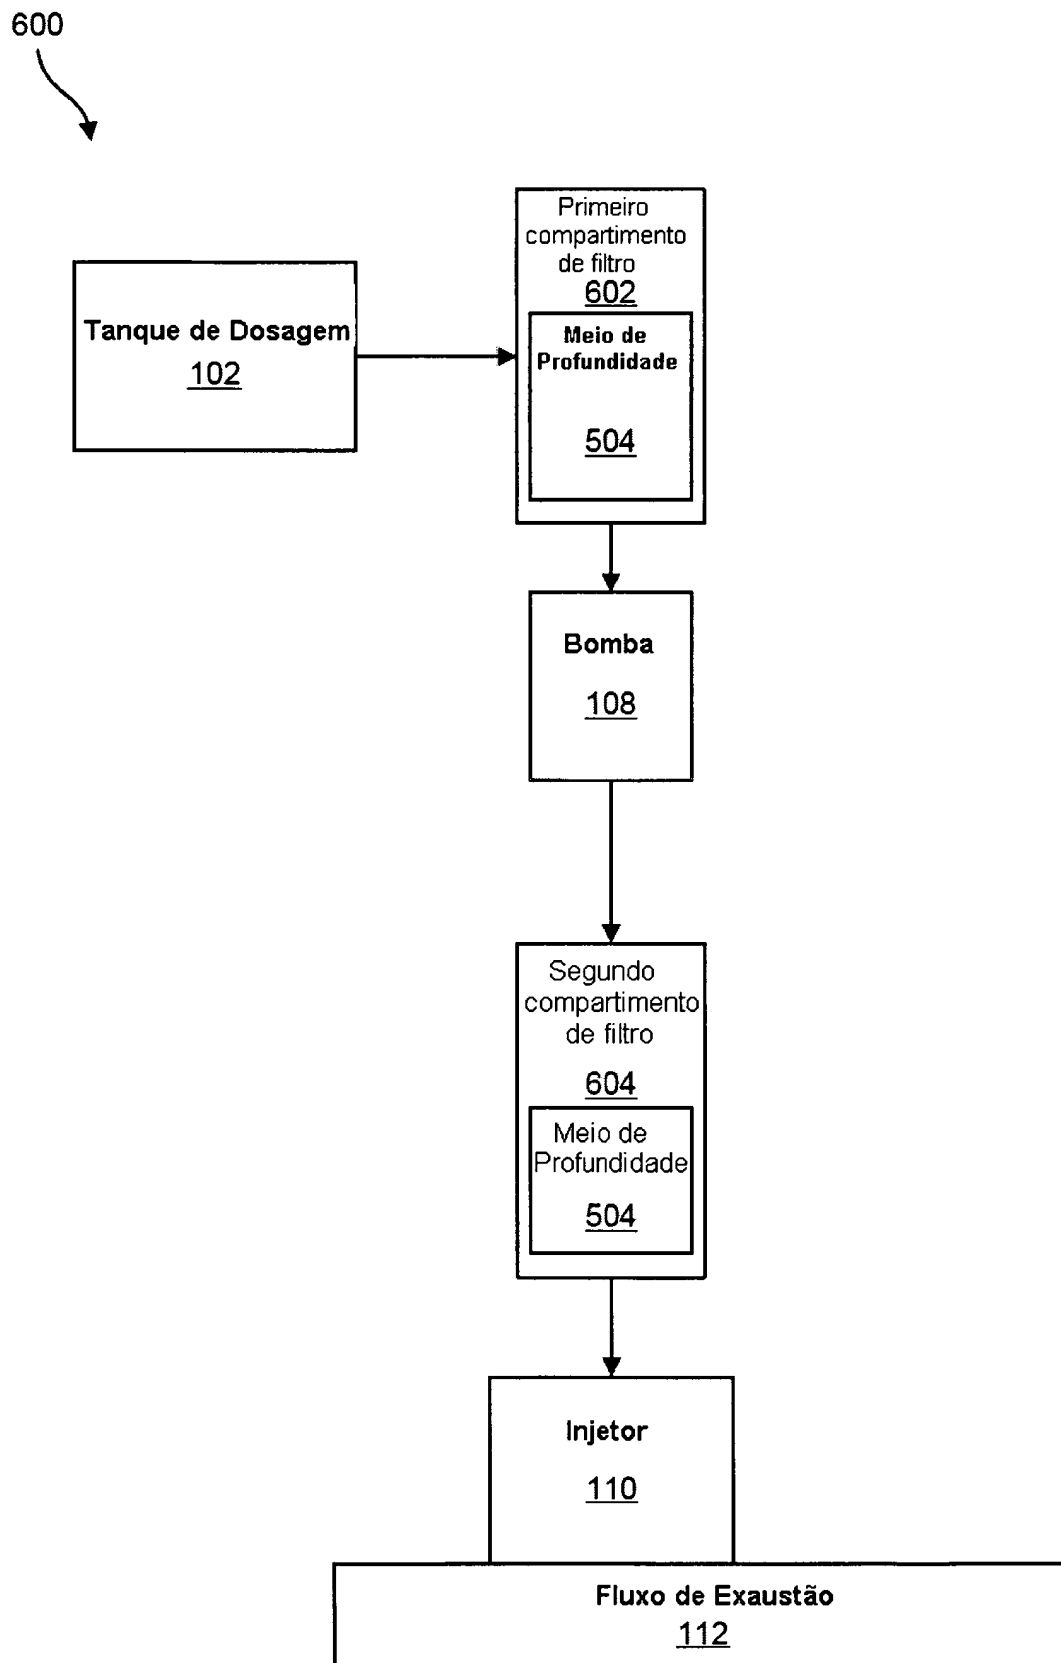 600
Primeiro
compartimento
de filtro
602
Tanque de Dosagem
102
Meio de
Profundidade
504
Bomba
108
Segundo
compartimento
de filtro
604
Meio de
Profundidade
504
Injetor
110
Fluxo de Exaustão
112